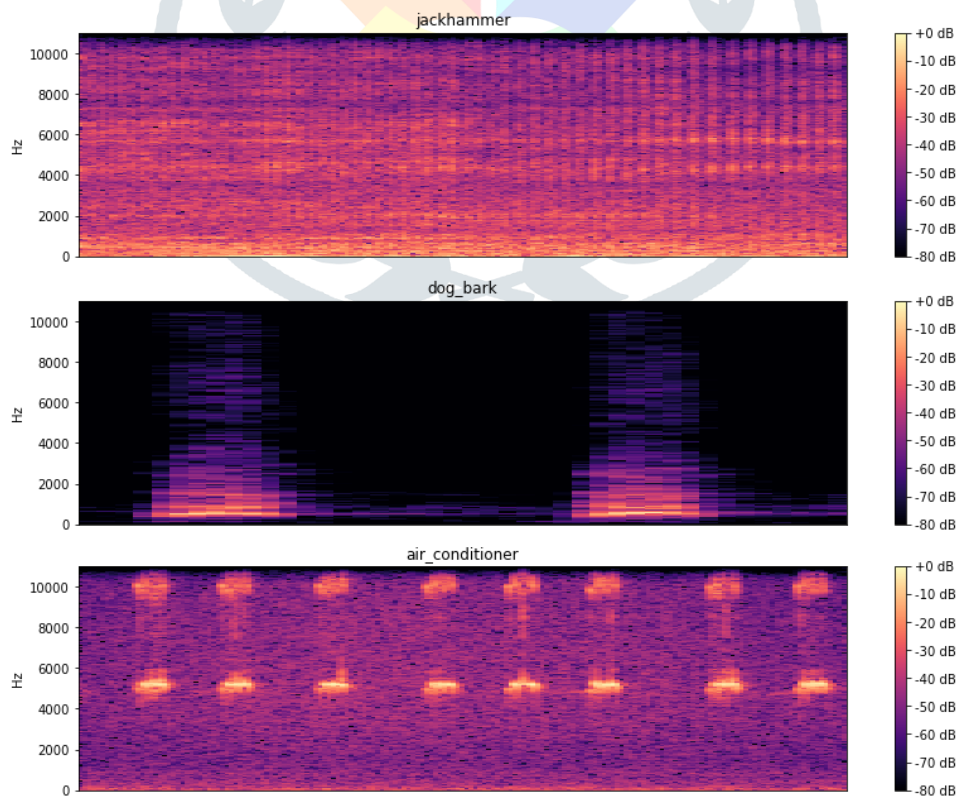 jackhammer
10000
8000
6000
4000
2000
0
Hz
+0 dB
-10 dB
-20 dB
-30 dB
-40 dB
-50 dB
-60 dB
-70 dB
-80 dB
dog_bark
10000
8000
6000
4000
2000
0
Hz
+0 dB
-10 dB
-20 dB
-30 dB
-40 dB
-50 dB
-60 dB
-70 dB
-80 dB
air_conditioner
10000
8000
6000
4000
2000
0
Hz
+0 dB
-10 dB
-20 dB
-30 dB
-40 dB
-50 dB
-60 dB
-70 dB
-80 dB